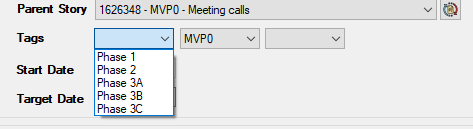 Parent Story 1626348 - MVP0 - Meeting calls
Tags MVP0
Phase 1
Phase 2
Phase 3A
Phase 3B
Phase 3C
Start Date
Target Date